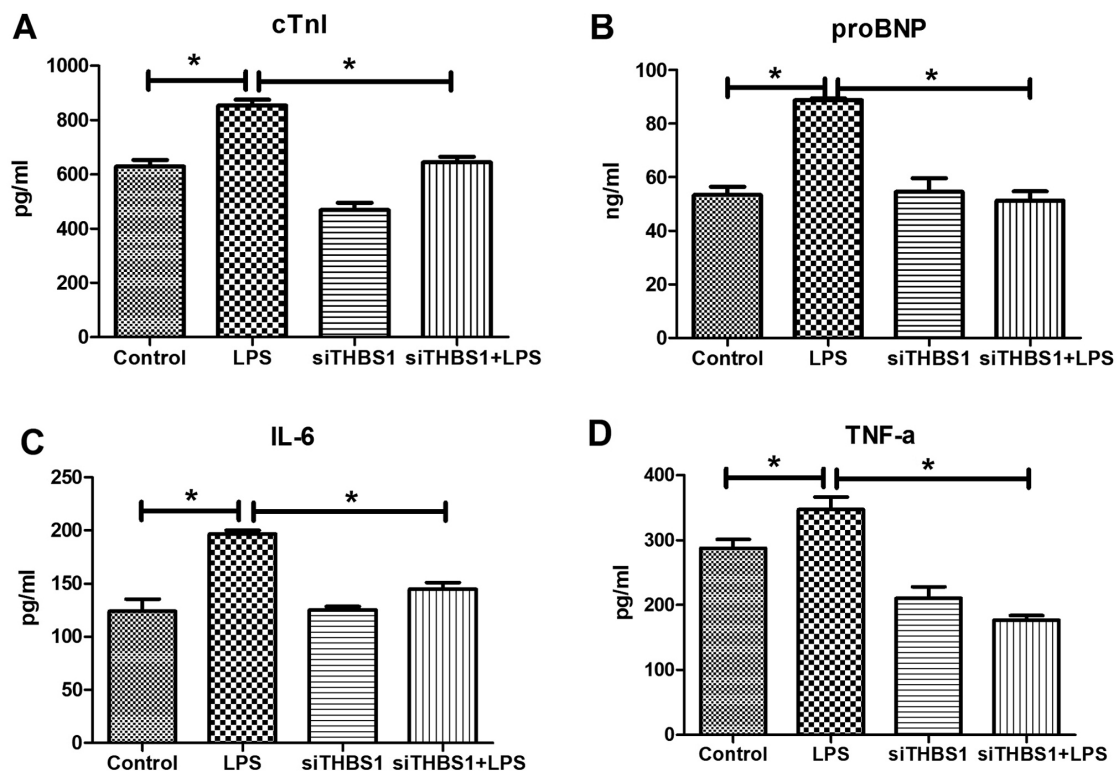 A
cTnI
*
*
1000
800
600
400
200
0
pg/ml
Control
LPS
siTHBS1
siTHBS1+LPS
B
proBNP
*
*
100
80
60
40
20
0
ng/ml
Control
LPS
siTHBS1
siTHBS1+LPS
C
IL-6
*
*
250
200
150
100
50
0
pg/ml
Control
LPS
siTHBS1
siTHBS1+LPS
D
TNF-a
*
*
400
300
200
100
0
pg/ml
Control
LPS
siTHBS1
siTHBS1+LPS